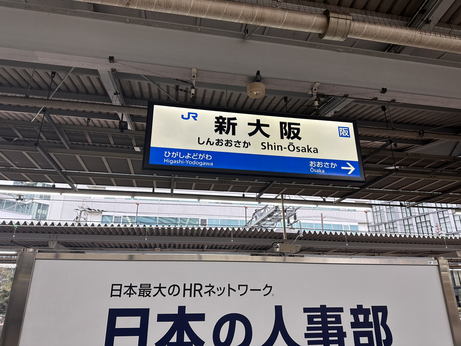 JR 新大阪 阪
しんおおさか Shin-Ōsaka
ひがしよどがわ おおさか
Higashi-Yodogawa Ōsaka
日本最大のHRネットワーク
日本の人事部